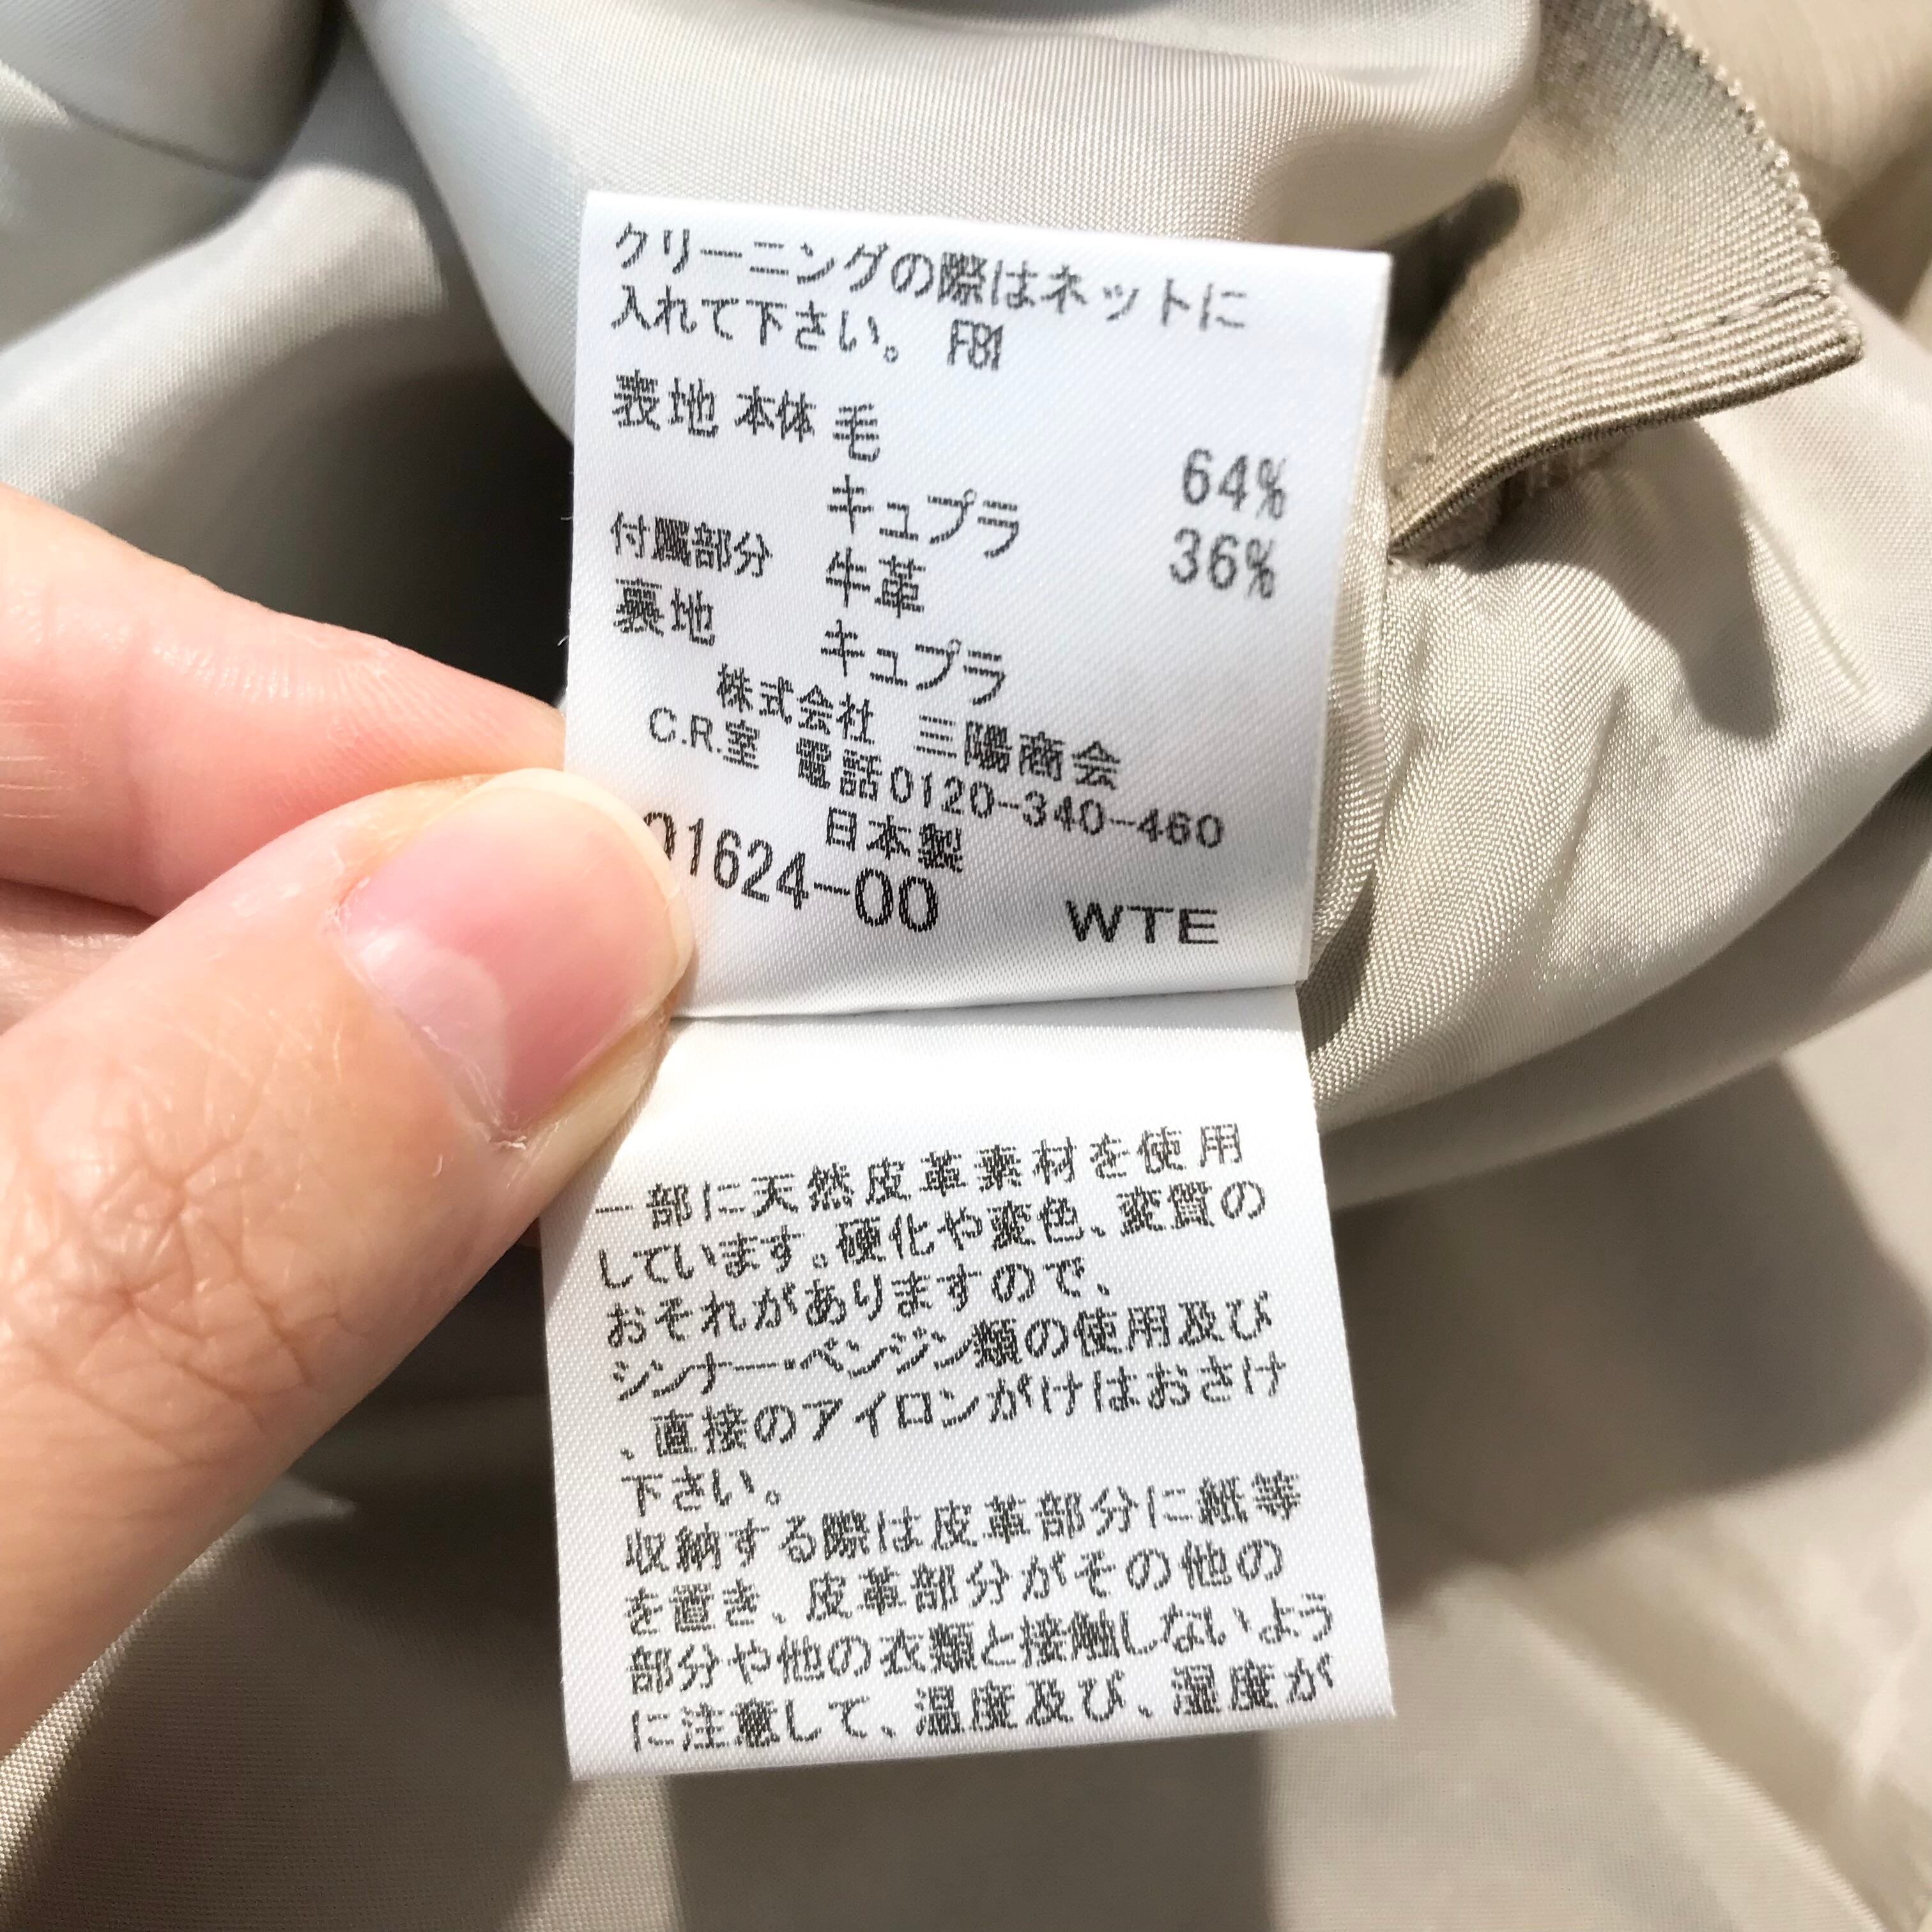 クリーニングの際はネットに
入れて下さい。 F81
表地 本体 毛 64%
キュプラ 36%
付属部分 牛革
裏地 キュプラ
株式会社 三陽商会
C.R.室 電話0120-340-460
日本製
91624-00 WTE
一部に天然皮革素材を使用
しています。硬化や変色、変質の
おそれがありますので、
シンナー・ベンジン類の使用及び
、直接のアイロンがけはおさけ
下さい。
収納する際は皮革部分に紙等
を置き、皮革部分がその他の
部分や他の衣類と接触しないよう
に注意して、温度及び、湿度が